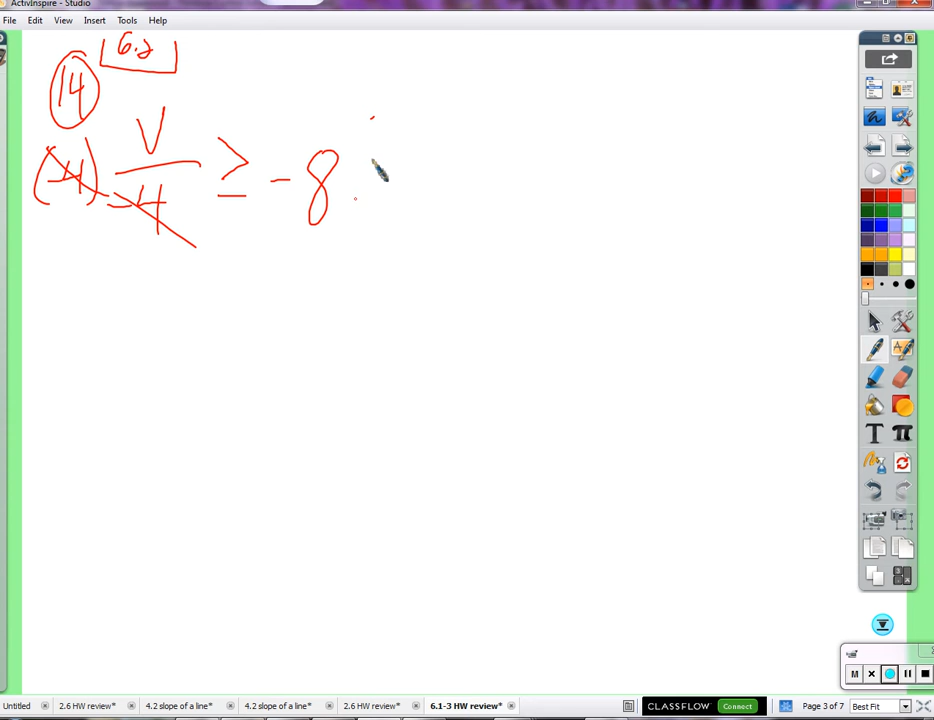 ActivInspire - Studio
File Edit View Insert Tools Help
6.2
14
(-4) V/-4 ≥ -8
CLASSFLOW Connect
Untitled 2.6 HW review* 4.2 slope of a line* 4.2 slope of a line* 2.6 HW review* 6.1-3 HW review* Page 3 of 7 Best Fit